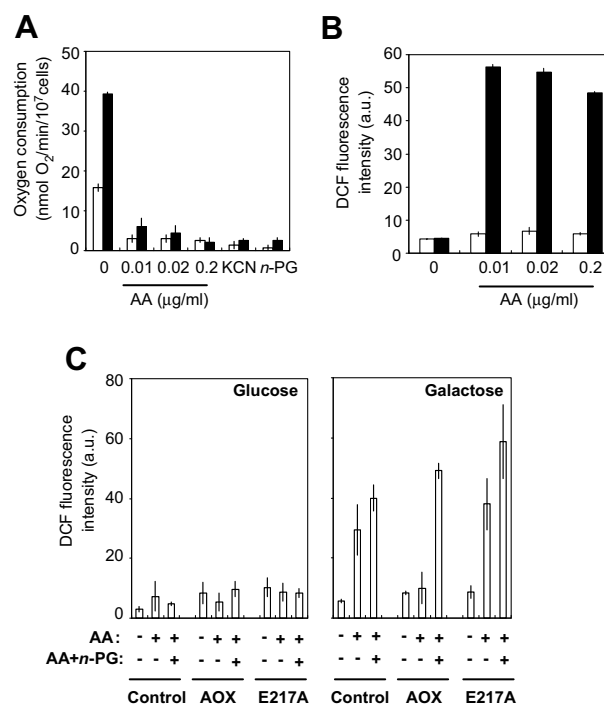 A
Oxygen consumption
(nmol O2/min/10^7cells)
50
40
30
20
10
0
0 0.01 0.02 0.2 KCN n-PG
AA (μg/ml)
B
DCF fluorescence
intensity (a.u.)
60
50
40
30
20
10
0
0 0.01 0.02 0.2
AA (μg/ml)
C
DCF fluorescence
intensity (a.u.)
80
60
40
20
0
Glucose
Galactose
AA: - + + - + + - + + - + + - + + - + +
AA+n-PG: + + + + + +
Control AOX E217A Control AOX E217A